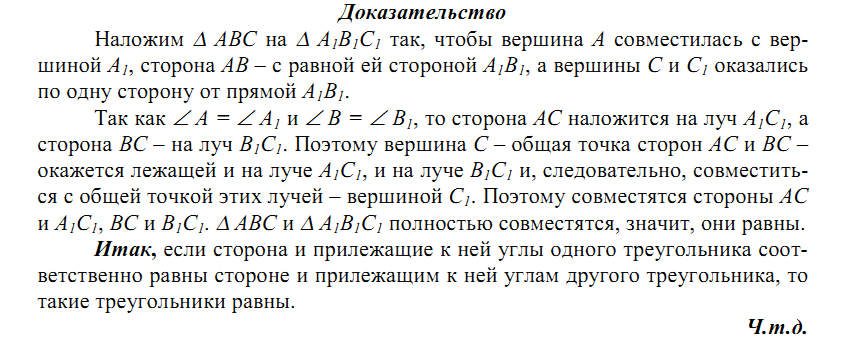 Доказательство
Наложим Δ ABC на Δ A₁B₁C₁ так, чтобы вершина A совместилась с вер-
шиной A₁, сторона AB – с равной ей стороной A₁B₁, а вершины C и C₁ оказались
по одну сторону от прямой A₁B₁.
Так как ∠ A = ∠ A₁ и ∠ B = ∠ B₁, то сторона AC наложится на луч A₁C₁, а
сторона BC – на луч B₁C₁. Поэтому вершина C – общая точка сторон AC и BC –
окажется лежащей и на луче A₁C₁, и на луче B₁C₁ и, следовательно, совместить-
ся с общей точкой этих лучей – вершиной C₁. Поэтому совместятся стороны AC
и A₁C₁, BC и B₁C₁. Δ ABC и Δ A₁B₁C₁ полностью совместятся, значит, они равны.
Итак, если сторона и прилежащие к ней углы одного треугольника соот-
ветственно равны стороне и прилежащим к ней углам другого треугольника, то
такие треугольники равны.
Ч.т.д.